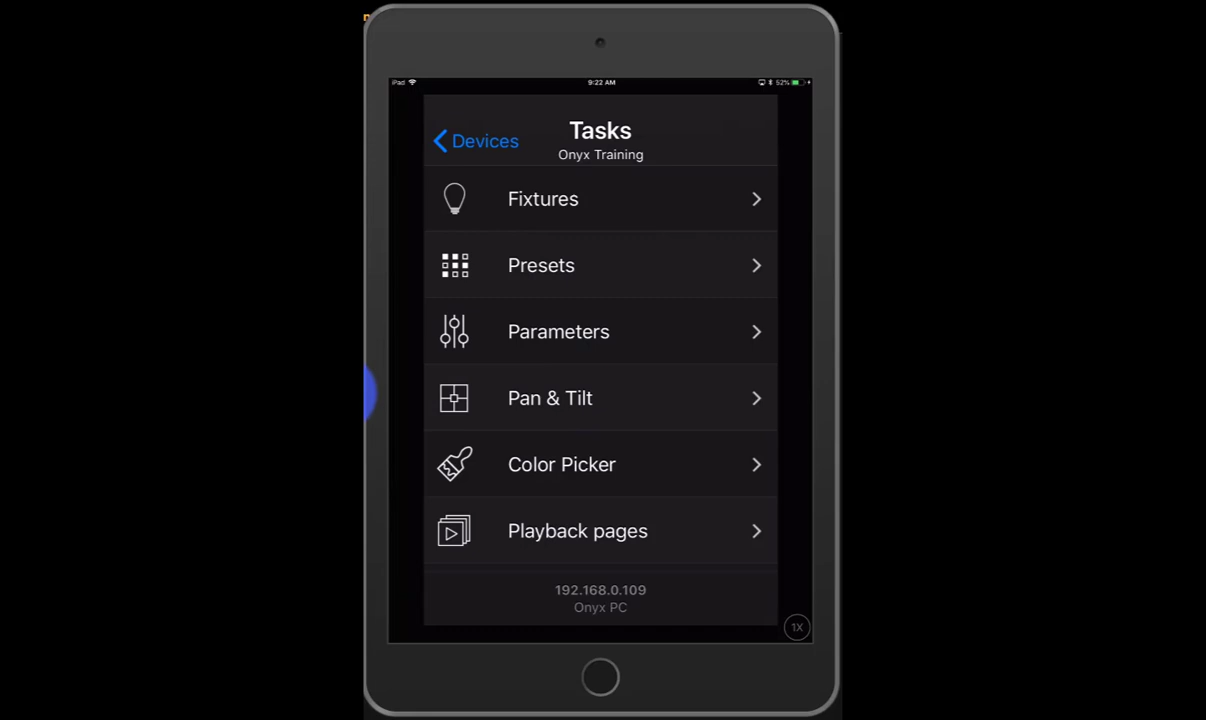 iPad
9:22 AM
52%
Devices
Tasks
Onyx Training
Fixtures
Presets
Parameters
Pan & Tilt
Color Picker
Playback pages
192.168.0.109
Onyx PC
1X